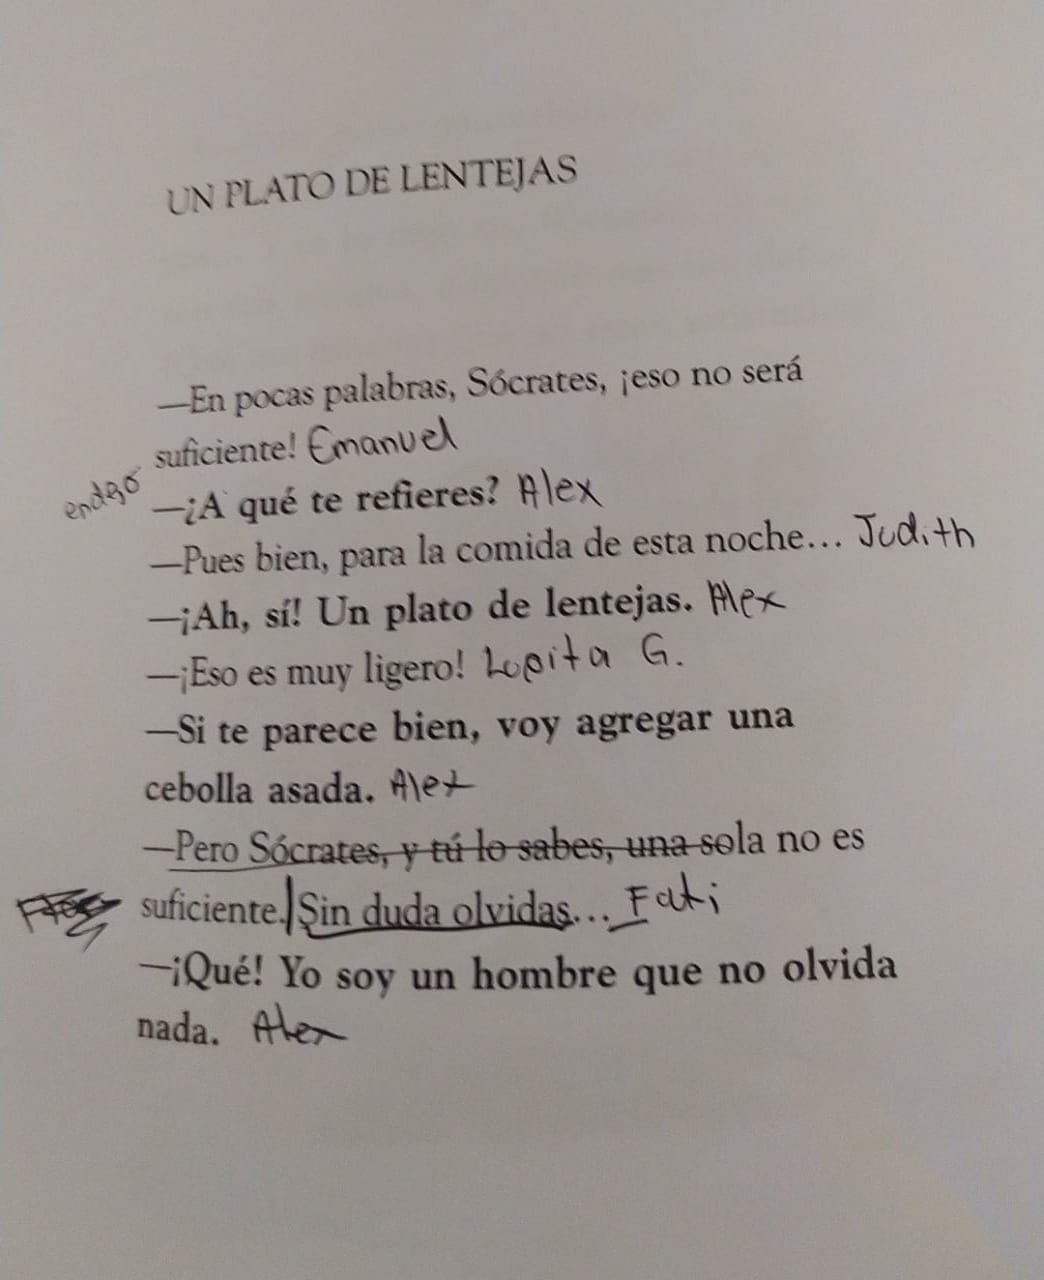 UN PLATO DE LENTEJAS
—En pocas palabras, Sócrates, ¡eso no será
suficiente! Emanuel
—¿A qué te refieres? Alex
—Pues bien, para la comida de esta noche... Judith
—¡Ah, sí! Un plato de lentejas. Alex
—¡Eso es muy ligero! Lupita G.
—Si te parece bien, voy agregar una
cebolla asada. Alex
—Pero Sócrates, y tú lo sabes, una sola no es
suficiente.| Sin duda olvidas... Fati
—¡Qué! Yo soy un hombre que no olvida
nada. Alex